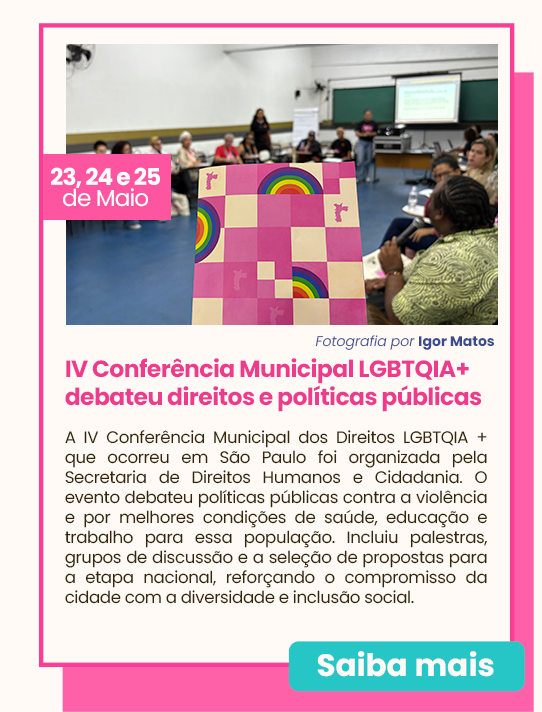 23, 24 e 25
de Maio
Fotografia por Igor Matos
IV Conferência Municipal LGBTQIA+
debateu direitos e políticas públicas
A IV Conferência Municipal dos Direitos LGBTQIA +
que ocorreu em São Paulo foi organizada pela
Secretaria de Direitos Humanos e Cidadania. O
evento debateu políticas públicas contra a violência
e por melhores condições de saúde, educação e
trabalho para essa população. Incluiu palestras,
grupos de discussão e a seleção de propostas para
a etapa nacional, reforçando o compromisso da
cidade com a diversidade e inclusão social.
Saiba mais